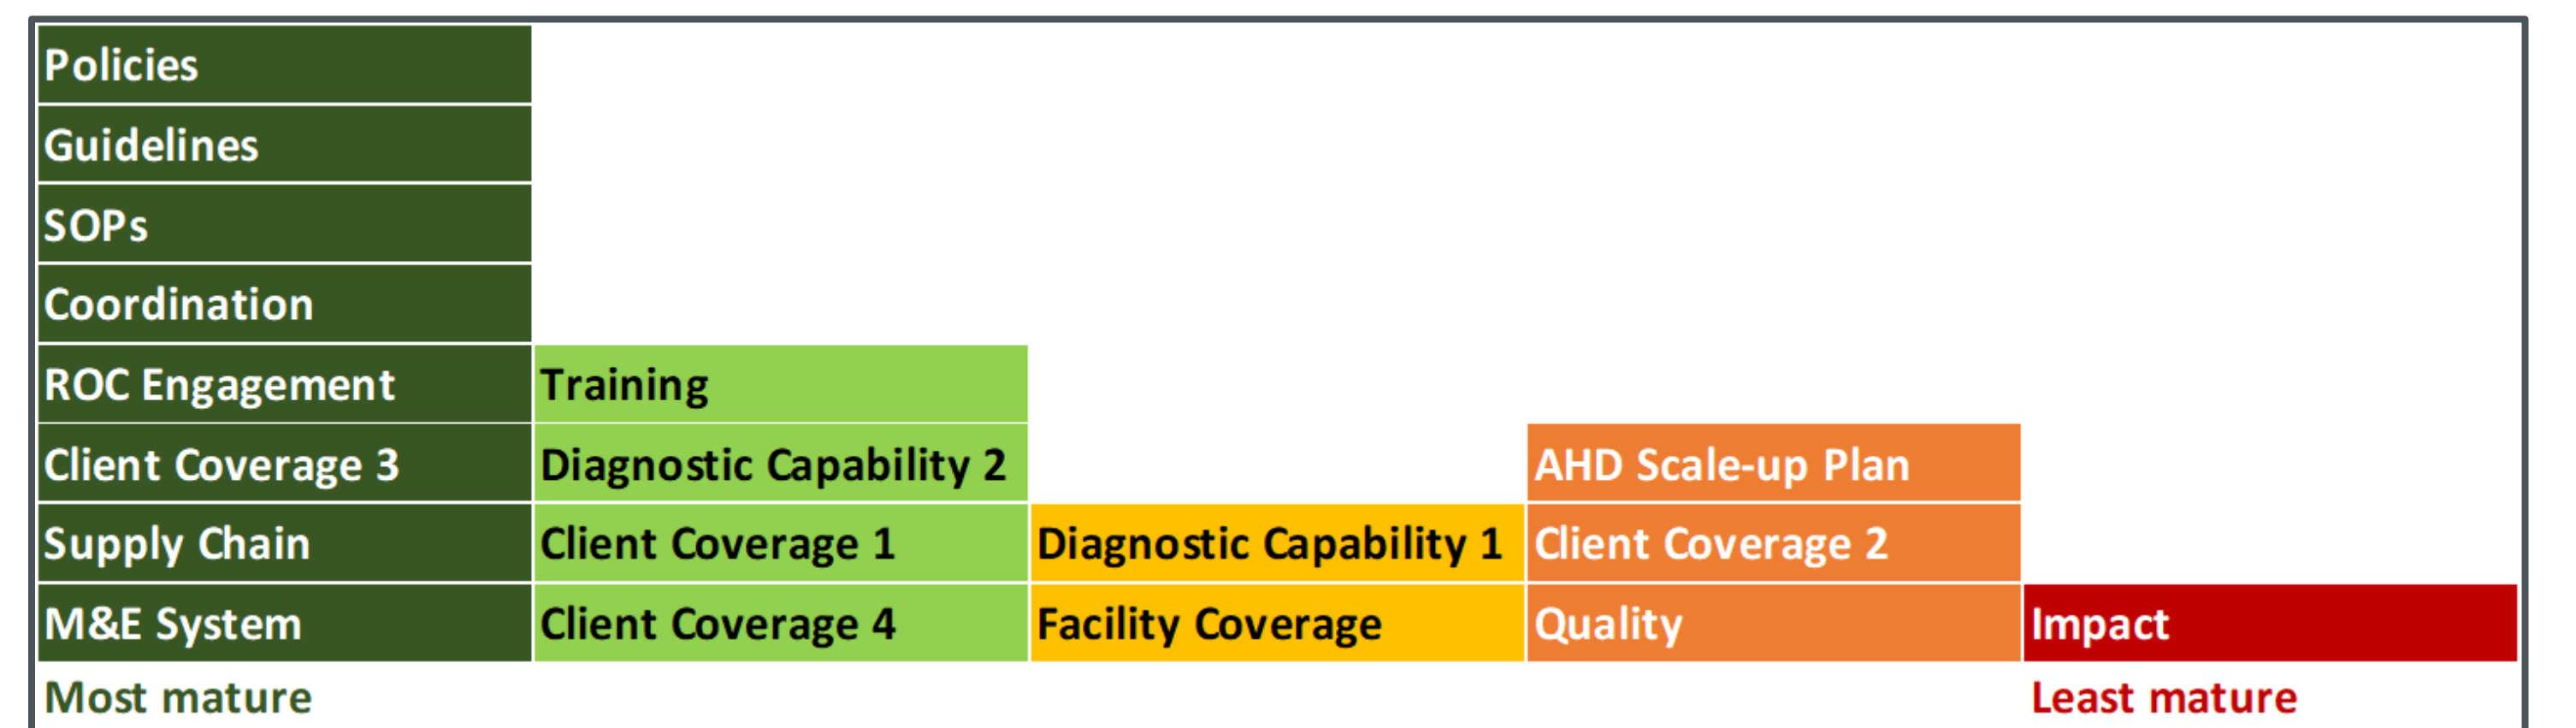 Policies
Guidelines
SOPs
Coordination
ROC Engagement Training
Client Coverage 3 Diagnostic Capability 2 AHD Scale-up Plan
Supply Chain Client Coverage 1 Diagnostic Capability 1 Client Coverage 2
M&E System Client Coverage 4 Facility Coverage Quality Impact
Most mature Least mature